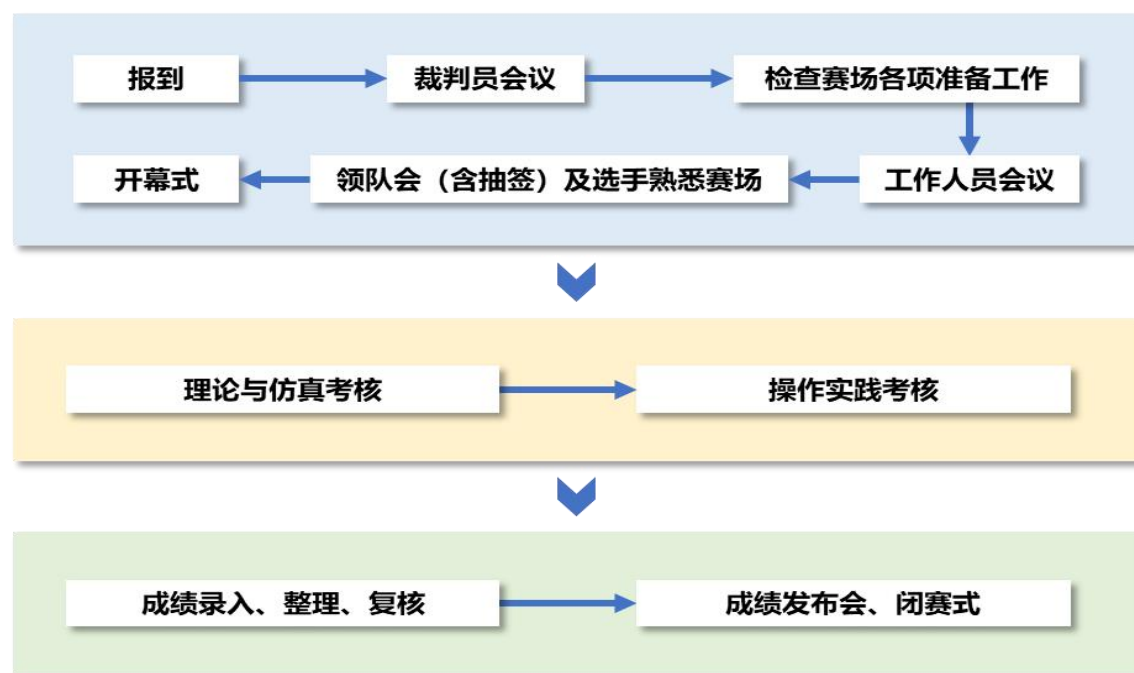 报到
裁判员会议
检查赛场各项准备工作
开幕式
领队会（含抽签）及选手熟悉赛场
工作人员会议
理论与仿真考核
操作实践考核
成绩录入、整理、复核
成绩发布会、闭赛式